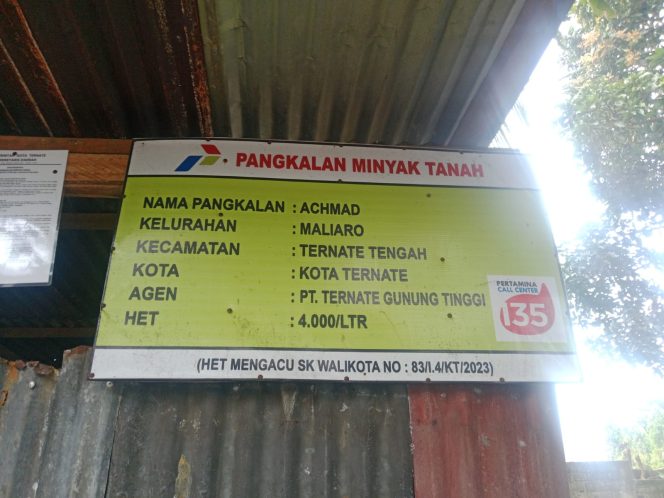 PANGKALAN MINYAK TANAH
NAMA PANGKALAN : ACHMAD
KELURAHAN : MALIARO
KECAMATAN : TERNATE TENGAH
KOTA : KOTA TERNATE
AGEN : PT. TERNATE GUNUNG TINGGI
HET : 4.000/LTR
PERTAMINA
CALL CENTER
135
(HET MENGACU SK WALIKOTA NO : 83/I.4/KT/2023)